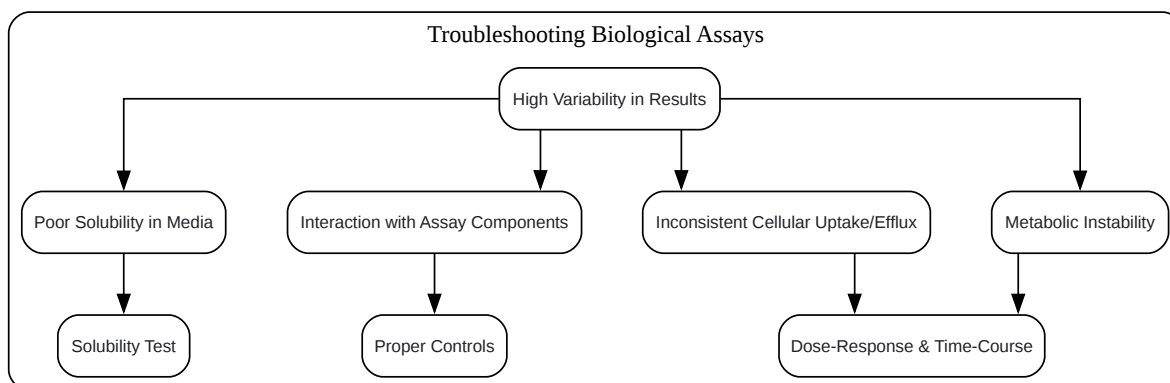 Troubleshooting Biological Assays
High Variability in Results
Poor Solubility in Media
Interaction with Assay Components
Inconsistent Cellular Uptake/Efflux
Metabolic Instability
Solubility Test
Proper Controls
Dose-Response & Time-Course